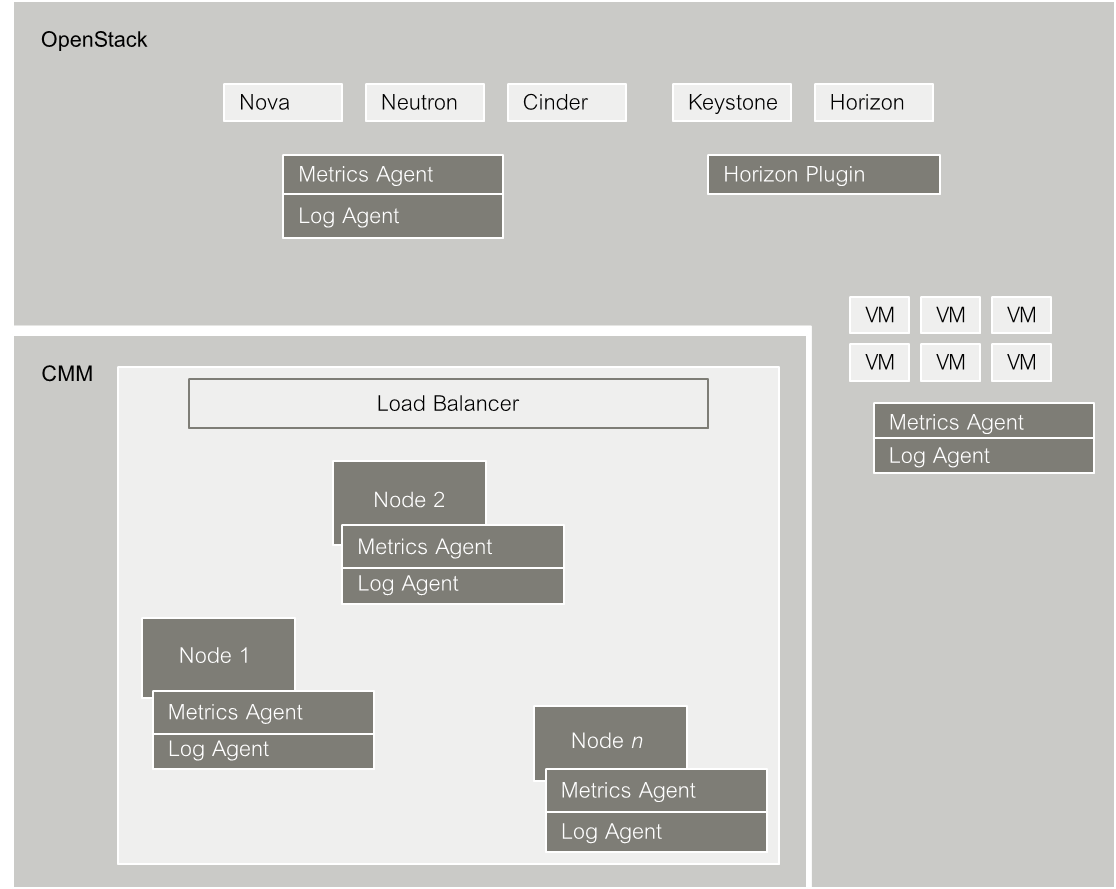 OpenStack
Nova
Neutron
Cinder
Keystone
Horizon
Metrics Agent
Log Agent
Horizon Plugin
VM
VM
VM
VM
VM
VM
Metrics Agent
Log Agent
CMM
Load Balancer
Node 2
Metrics Agent
Log Agent
Node 1
Metrics Agent
Log Agent
Node n
Metrics Agent
Log Agent